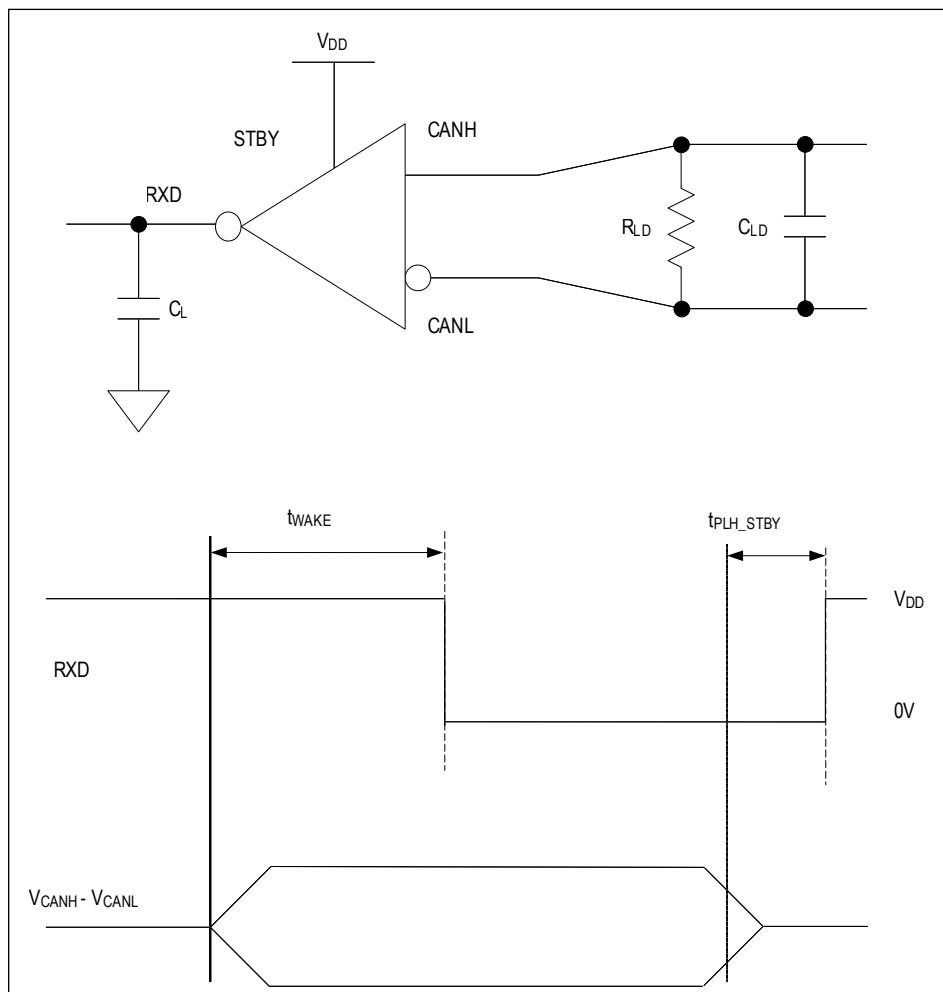 VDD
STBY
CANH
RXD
RLD
CLD
CL
CANL
tWAKE
tPLH_STBY
VDD
RXD
0V
VCANH - VCANL